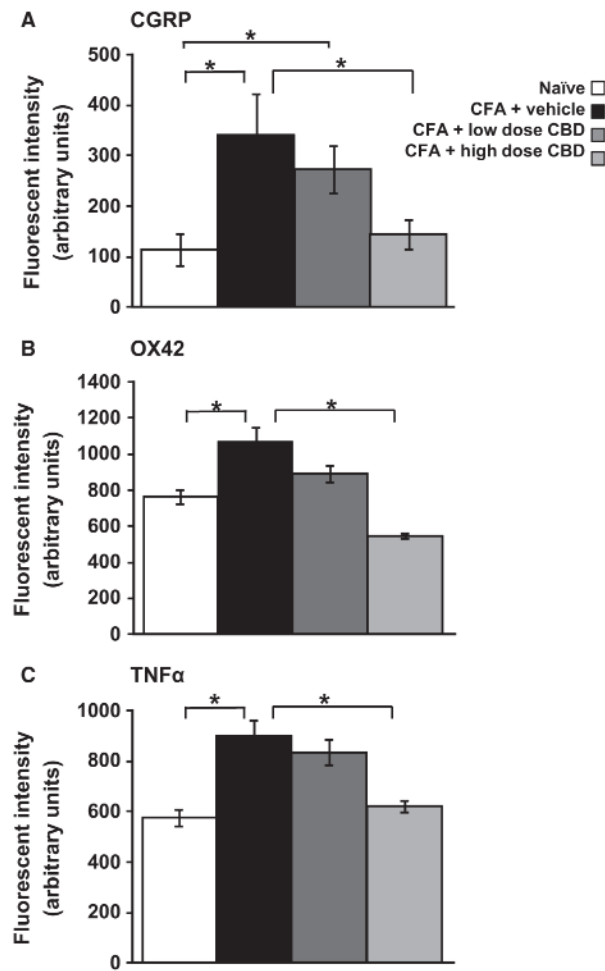 A CGRP
Fluorescent intensity
(arbitrary units)
500
400
300
200
100
0
*
*
*
Naïve
CFA + vehicle
CFA + low dose CBD
CFA + high dose CBD
B OX42
Fluorescent intensity
(arbitrary units)
1400
1200
1000
800
600
400
200
0
*
*
C TNFα
Fluorescent intensity
(arbitrary units)
1000
800
600
400
200
0
*
*